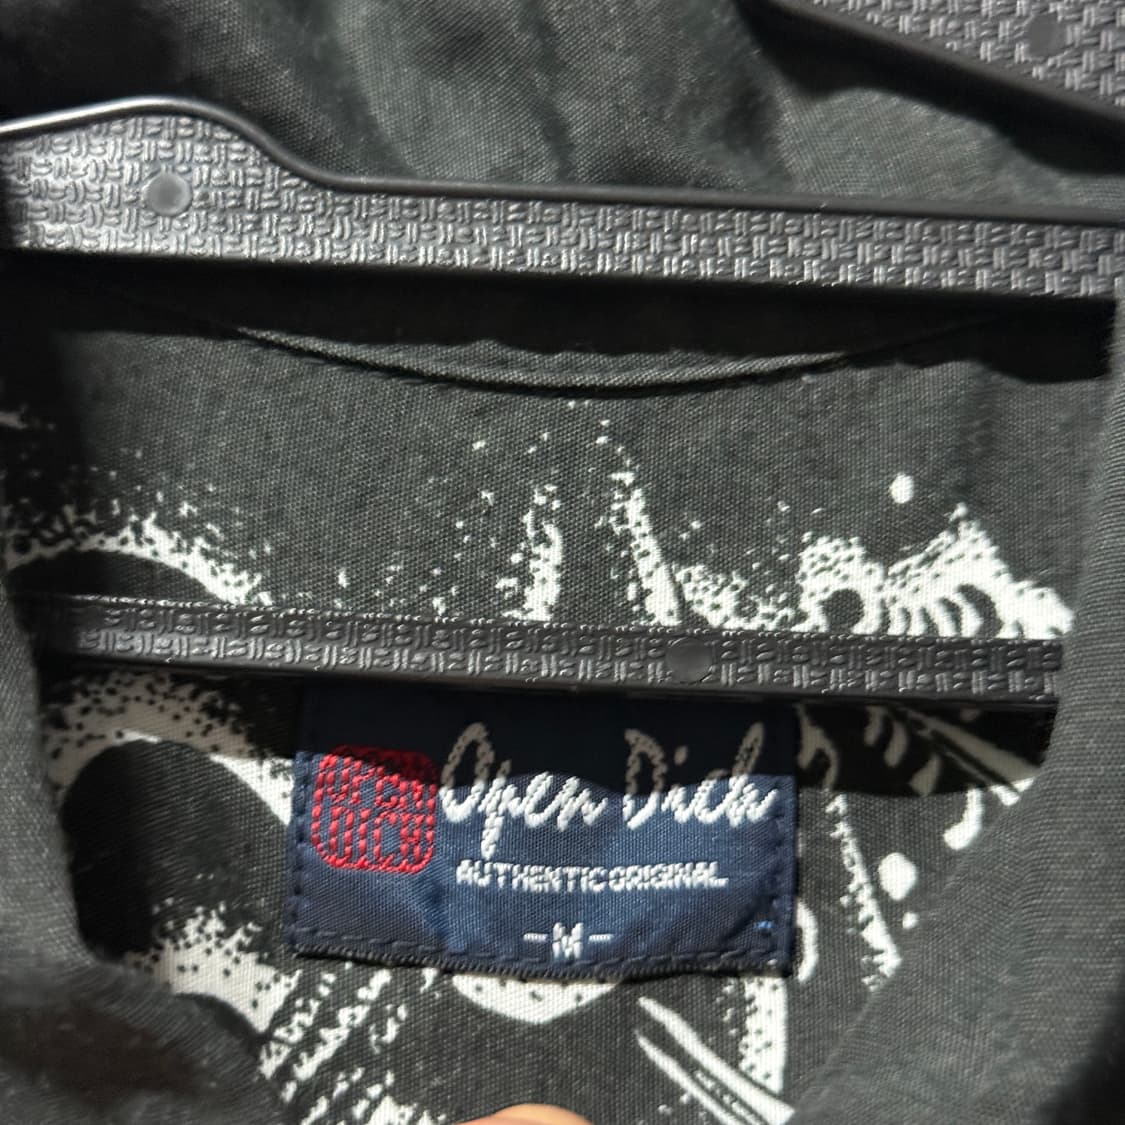 OPEN
DICH
Open Dich
AUTHENTIC ORIGINAL
-M-